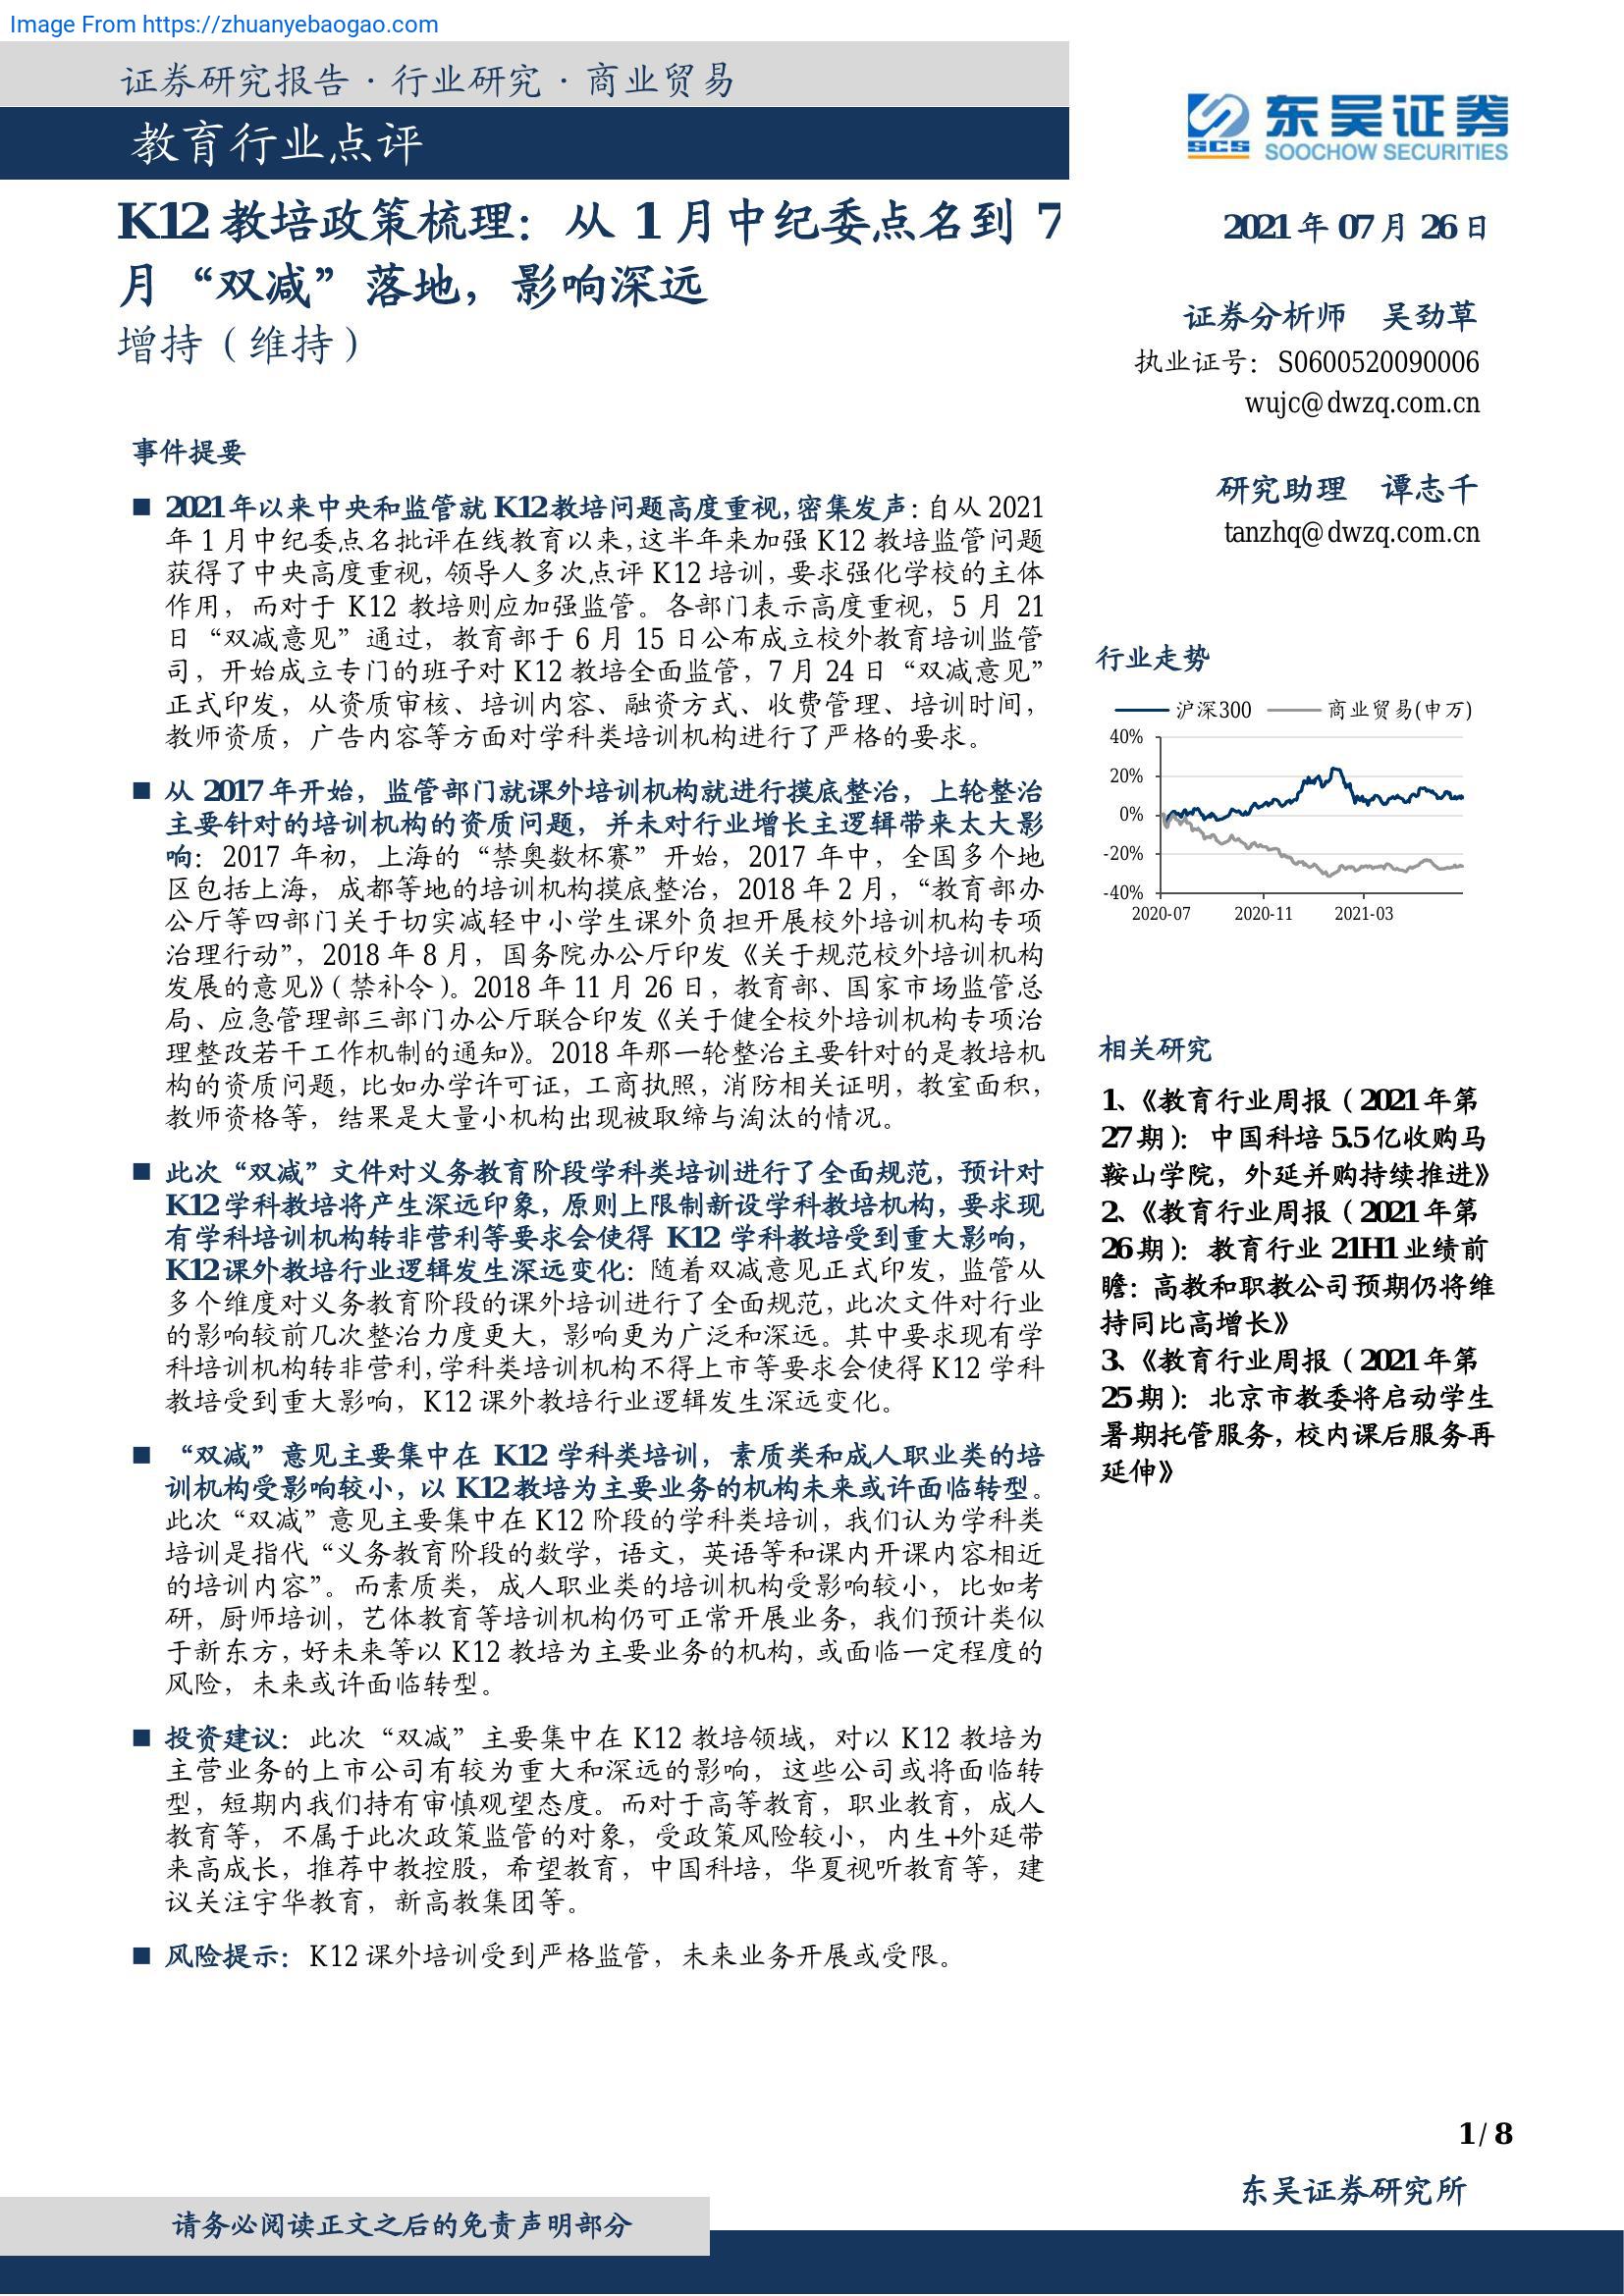 Image From https://zhuanyebaogao.com
证券研究报告·行业研究·商业贸易
教育行业点评
K12 教培政策梳理：从 1 月中纪委点名到 7
月“双减”落地，影响深远
增持（维持）
事件提要
■ 2021 年以来中央和监管就 K12 教培问题高度重视，密集发声：自从 2021
年 1 月中纪委点名批评在线教育以来，这半年来加强 K12 教培监管问题
获得了中央高度重视，领导人多次点评 K12 培训，要求强化学校的主体
作用，而对于 K12 教培则应加强监管。各部门表示高度重视，5 月 21
日“双减意见”通过，教育部于 6 月 15 日公布成立校外教育培训监管
司，开始成立专门的班子对 K12 教培全面监管，7 月 24 日“双减意见”
正式印发，从资质审核、培训内容、融资方式、收费管理、培训时间，
教师资质，广告内容等方面对学科类培训机构进行了严格的要求。
■ 从 2017 年开始，监管部门就课外培训机构就进行摸底整治，上轮整治
主要针对的培训机构的资质问题，并未对行业增长主逻辑带来太大影
响：2017 年初，上海的“禁奥数杯赛”开始，2017 年中，全国多个地
区包括上海，成都等地的培训机构摸底整治，2018 年 2 月，“教育部办
公厅等四部门关于切实减轻中小学生课外负担开展校外培训机构专项
治理行动”，2018 年 8 月，国务院办公厅印发《关于规范校外培训机构
发展的意见》（禁补令）。2018 年 11 月 26 日，教育部、国家市场监管总
局、应急管理部三部门办公厅联合印发《关于健全校外培训机构专项治
理整改若干工作机制的通知》。2018 年那一轮整治主要针对的是教培机
构的资质问题，比如办学许可证，工商执照，消防相关证明，教室面积，
教师资格等，结果是大量小机构出现被取缔与淘汰的情况。
■ 此次“双减”文件对义务教育阶段学科类培训进行了全面规范，预计对
K12 学科教培将产生深远印象，原则上限制新设学科教培机构，要求现
有学科培训机构转非营利等要求会使得 K12 学科教培受到重大影响，
K12 课外教培行业逻辑发生深远变化：随着双减意见正式印发，监管从
多个维度对义务教育阶段的课外培训进行了全面规范，此次文件对行业
的影响较前几次整治力度更大，影响更为广泛和深远。其中要求现有学
科培训机构转非营利，学科类培训机构不得上市等要求会使得 K12 学科
教培受到重大影响，K12 课外教培行业逻辑发生深远变化。
■ “双减”意见主要集中在 K12 学科类培训，素质类和成人职业类的培
训机构受影响较小，以 K12 教培为主要业务的机构未来或许面临转型。
此次“双减”意见主要集中在 K12 阶段的学科类培训，我们认为学科类
培训是指代“义务教育阶段的数学，语文，英语等和课内开课内容相近
的培训内容”。而素质类，成人职业类的培训机构受影响较小，比如考
研，厨师培训，艺体教育等培训机构仍可正常开展业务，我们预计类似
于新东方，好未来等以 K12 教培为主要业务的机构，或面临一定程度的
风险，未来或许面临转型。
■ 投资建议：此次“双减”主要集中在 K12 教培领域，对以 K12 教培为
主营业务的上市公司有较为重大和深远的影响，这些公司或将面临转
型，短期内我们持有审慎观望态度。而对于高等教育，职业教育，成人
教育等，不属于此次政策监管的对象，受政策风险较小，内生+外延带
来高成长，推荐中教控股，希望教育，中国科培，华夏视听教育等，建
议关注宇华教育，新高教集团等。
■ 风险提示：K12 课外培训受到严格监管，未来业务开展或受限。
SCS 东吴证券
SOOCHOW SECURITIES
2021 年 07 月 26 日
证券分析师 吴劲草
执业证号：S0600520090006
wujc@dwzq.com.cn
研究助理 谭志千
tanzhq@dwzq.com.cn
行业走势
沪深300 商业贸易(申万)
40%
20%
0%
-20%
-40%
2020-07 2020-11 2021-03
相关研究
1、《教育行业周报（2021 年第
27 期）：中国科培 5.5 亿收购马
鞍山学院，外延并购持续推进》
2、《教育行业周报（2021 年第
26 期）：教育行业 21H1 业绩前
瞻：高教和职教公司预期仍将维
持同比高增长》
3、《教育行业周报（2021 年第
25 期）：北京市教委将启动学生
暑期托管服务，校内课后服务再
延伸》
1 / 8
东吴证券研究所
请务必阅读正文之后的免责声明部分